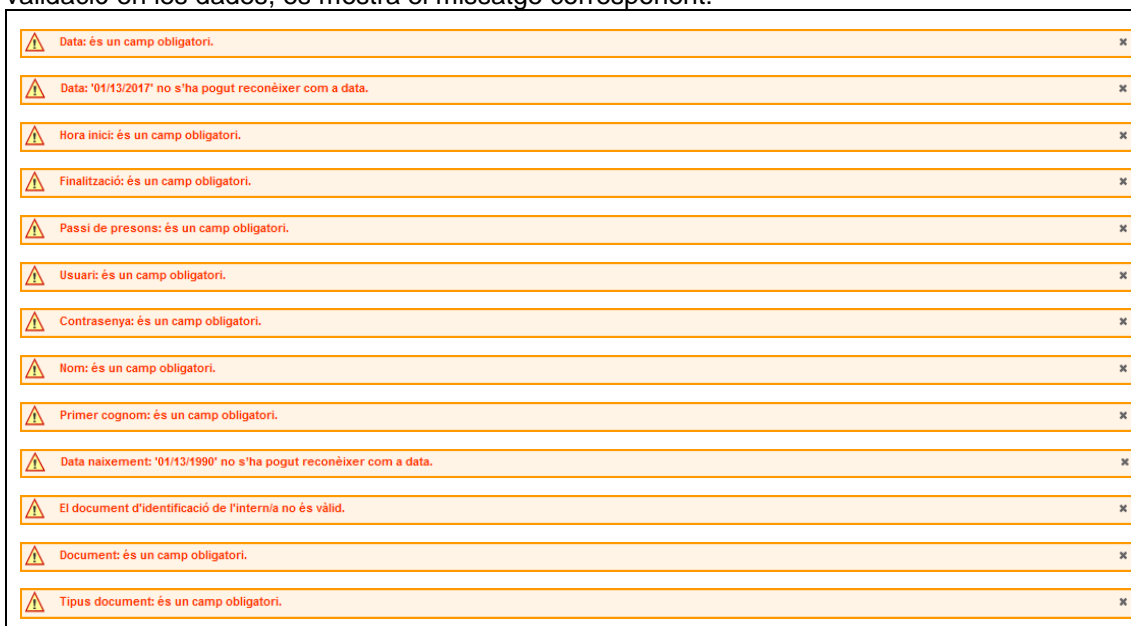 validació en les dades, es mostra el missatge corresponent.
Data: és un camp obligatori.
Data: '01/13/2017' no s'ha pogut reconèixer com a data.
Hora inici: és un camp obligatori.
Finalització: és un camp obligatori.
Passi de presons: és un camp obligatori.
Usuari: és un camp obligatori.
Contrasenya: és un camp obligatori.
Nom: és un camp obligatori.
Primer cognom: és un camp obligatori.
Data naixement: '01/13/1990' no s'ha pogut reconèixer com a data.
El document d'identificació de l'intern/a no és vàlid.
Document: és un camp obligatori.
Tipus document: és un camp obligatori.